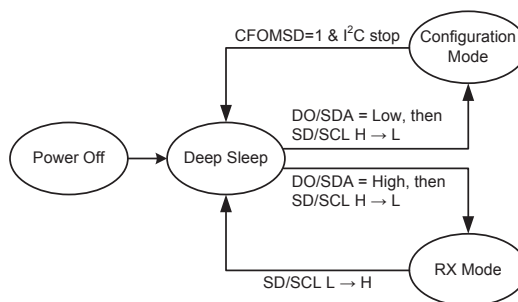 CFOMSD=1 & I²C stop
Configuration
Mode
DO/SDA = Low, then
SD/SCL H → L
Power Off
Deep Sleep
DO/SDA = High, then
SD/SCL H → L
RX Mode
SD/SCL L → H